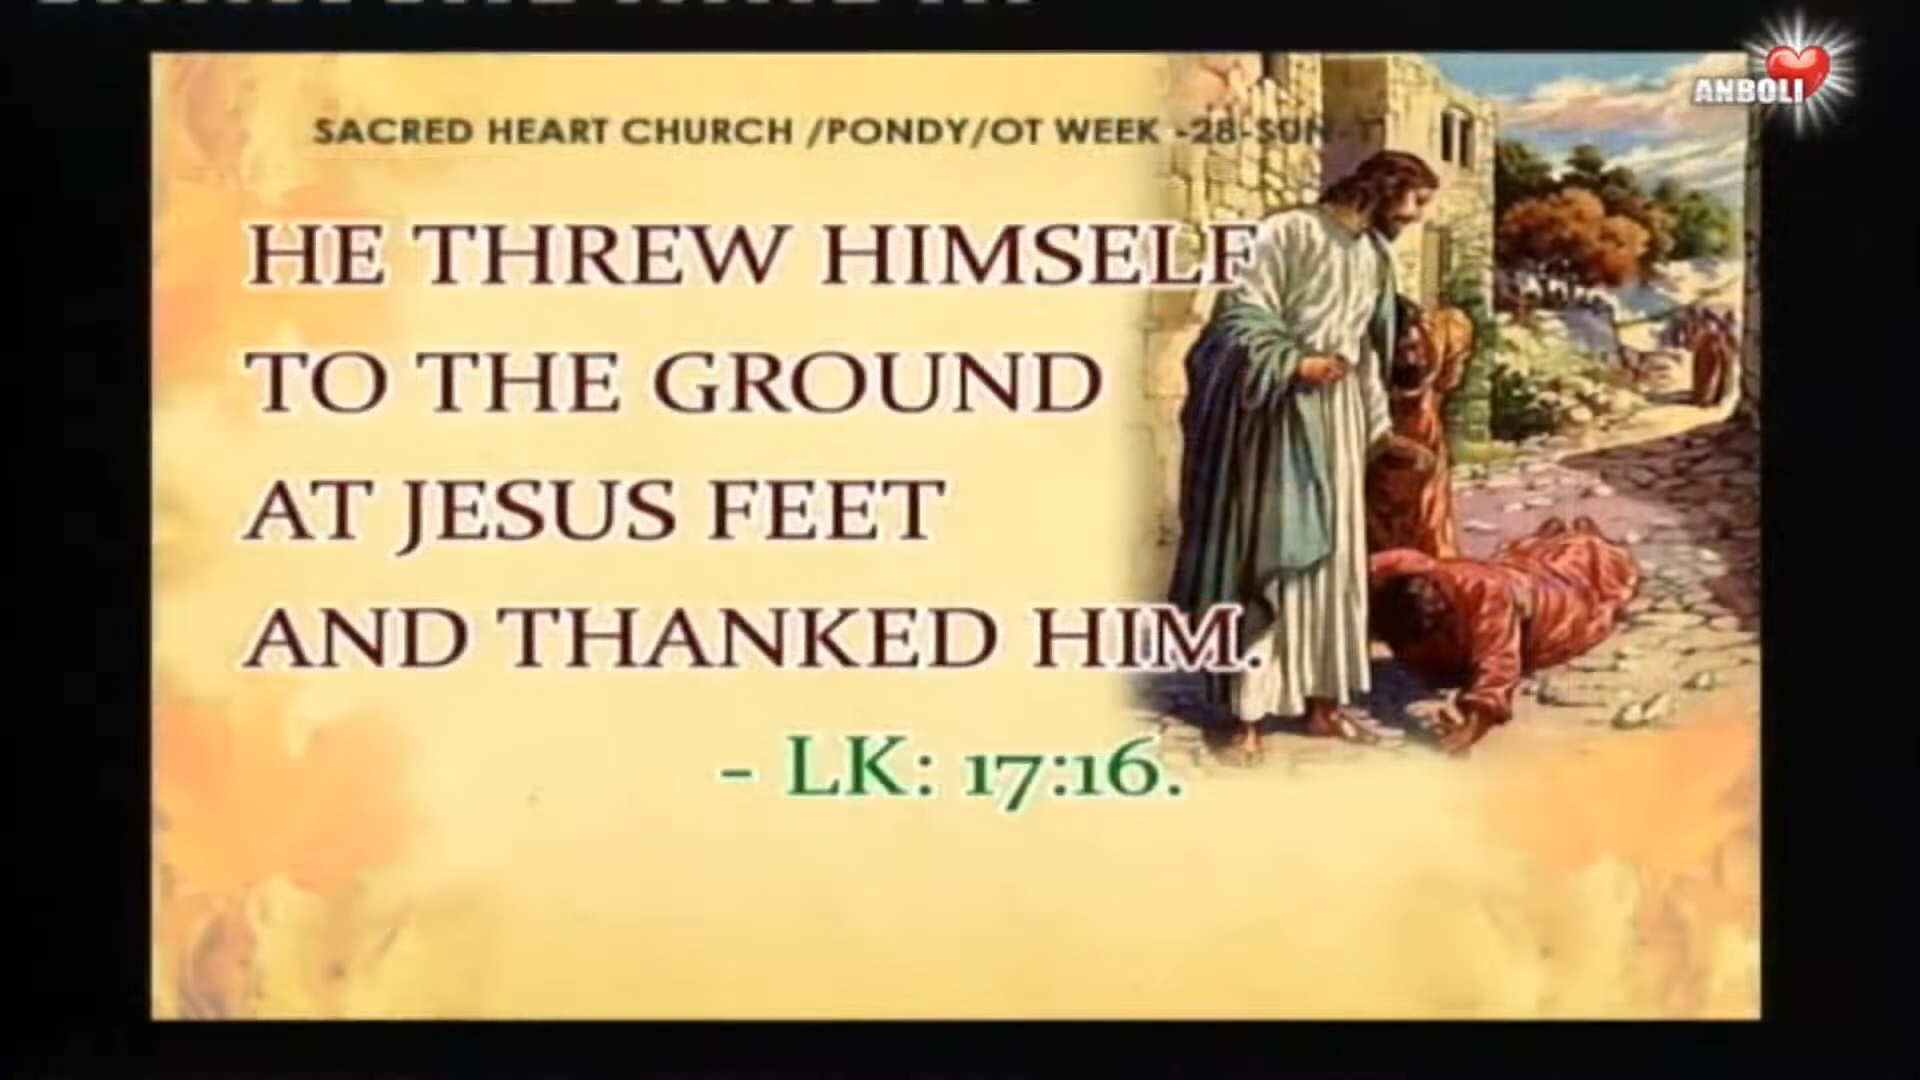 ANBOLI
SACRED HEART CHURCH /PONDY/OT WEEK -28-SUN-
HE THREW HIMSELF
TO THE GROUND
AT JESUS FEET
AND THANKED HIM.
- LK: 17:16.